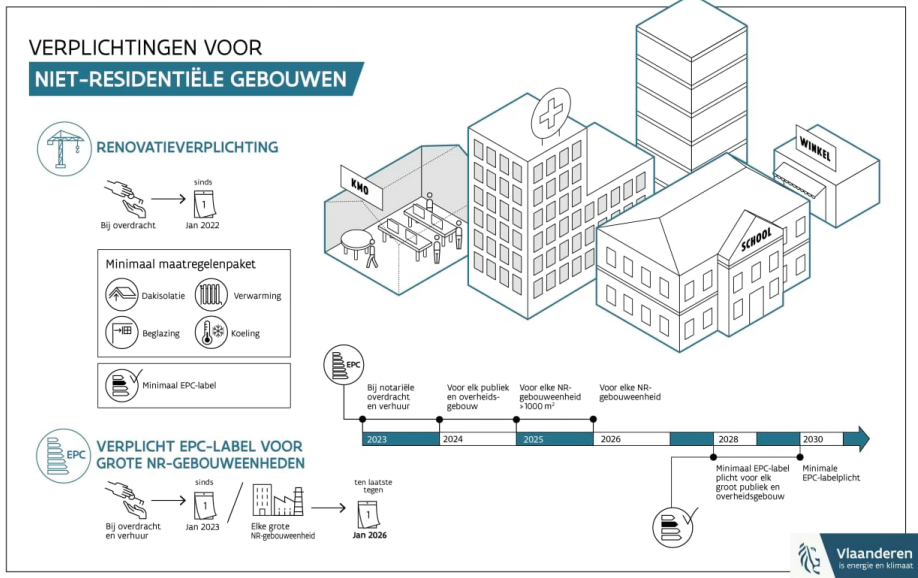 VERPLICHTINGEN VOOR
NIET-RESIDENTIËLE GEBOUWEN
RENOVATIEVERPLICHTING
Bij overdracht
sinds
1
Jan 2022
Minimaal maatregelenpakket
Dakisolatie
Verwarming
Beglazing
Koeling
Minimaal EPC-label
EPC
VERPLICHT EPC-LABEL VOOR
GROTE NR-GEBOUWEENHEDEN
Bij overdracht
en verhuur
sinds
1
Jan 2023
/
Elke grote
NR-gebouweenheid
ten laatste
tegen
1
Jan 2026
KMO
SCHOOL
WINKEL
EPC
Bij notariële
overdracht
en verhuur
Voor elk publiek
en overheids-
gebouw
Voor elke NR-
gebouweenheid
>1000 m²
Voor elke NR-
gebouweenheid
2023
2024
2025
2026
2028
2030
Minimaal EPC-label
plicht voor elk
groot publiek en
overheidsgebouw
Minimale
EPC-labelplicht
Vlaanderen
is energie en klimaat